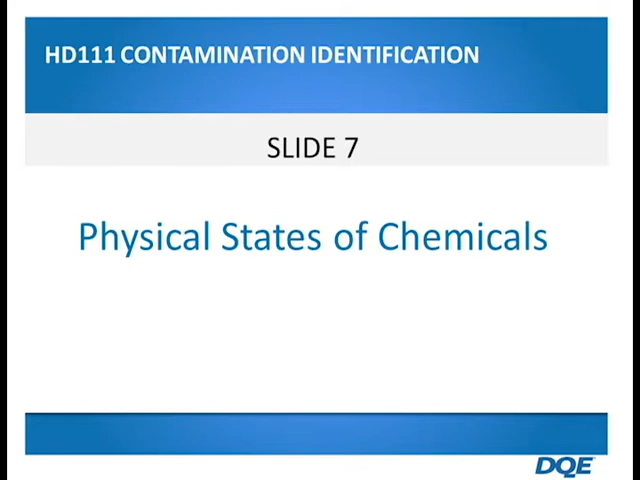 HD111 CONTAMINATION IDENTIFICATION
SLIDE 7
Physical States of Chemicals
DQE